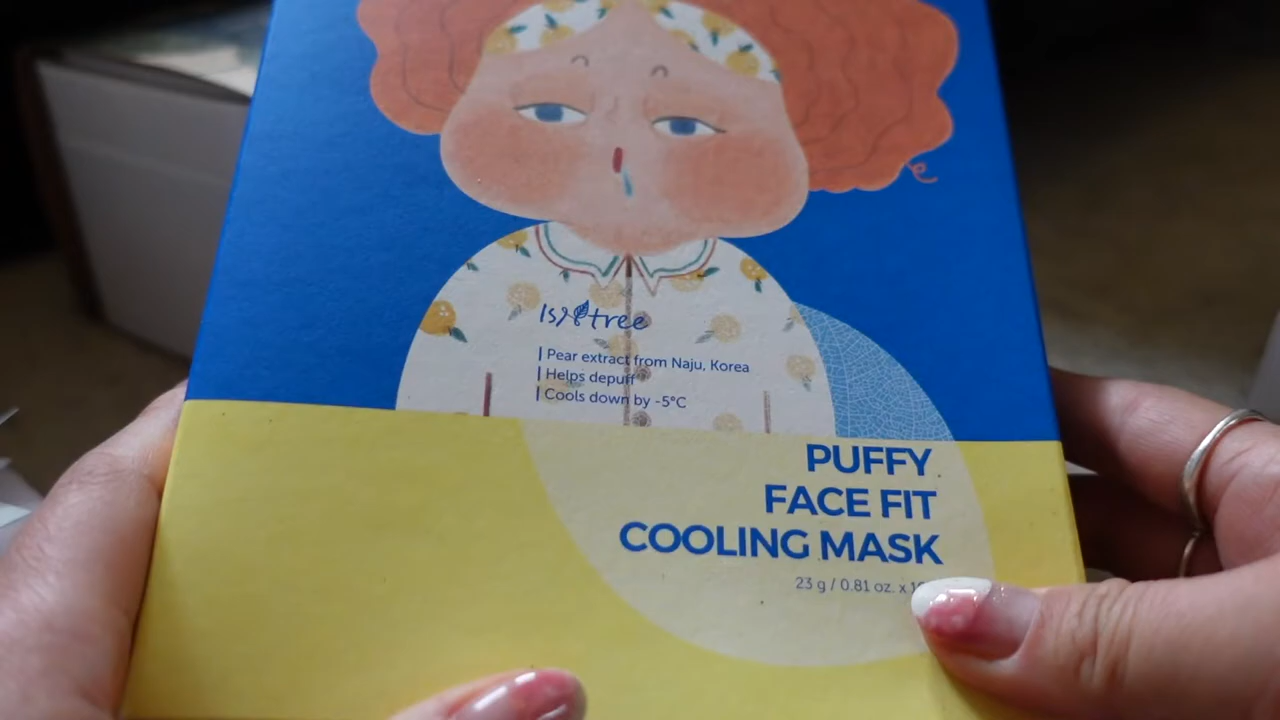 IsNtree
Pear extract from Naju, Korea
Helps depuff
Cools down by -5°C
PUFFY
FACE FIT
COOLING MASK
23 g / 0.81 oz. x